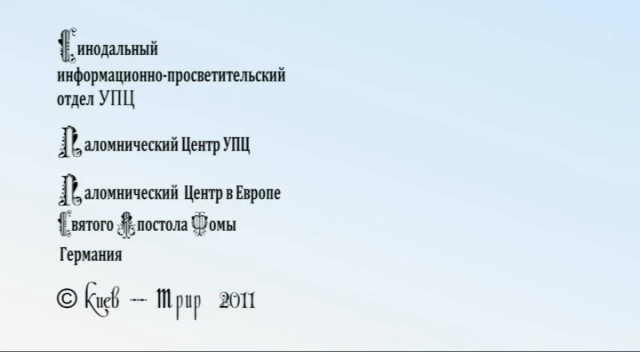 Синодальный
информационно-просветительский
отдел УПЦ
Паломнический Центр УПЦ
Паломнический Центр в Европе
Святого Апостола Фомы
Германия
© Киев — Трир 2011